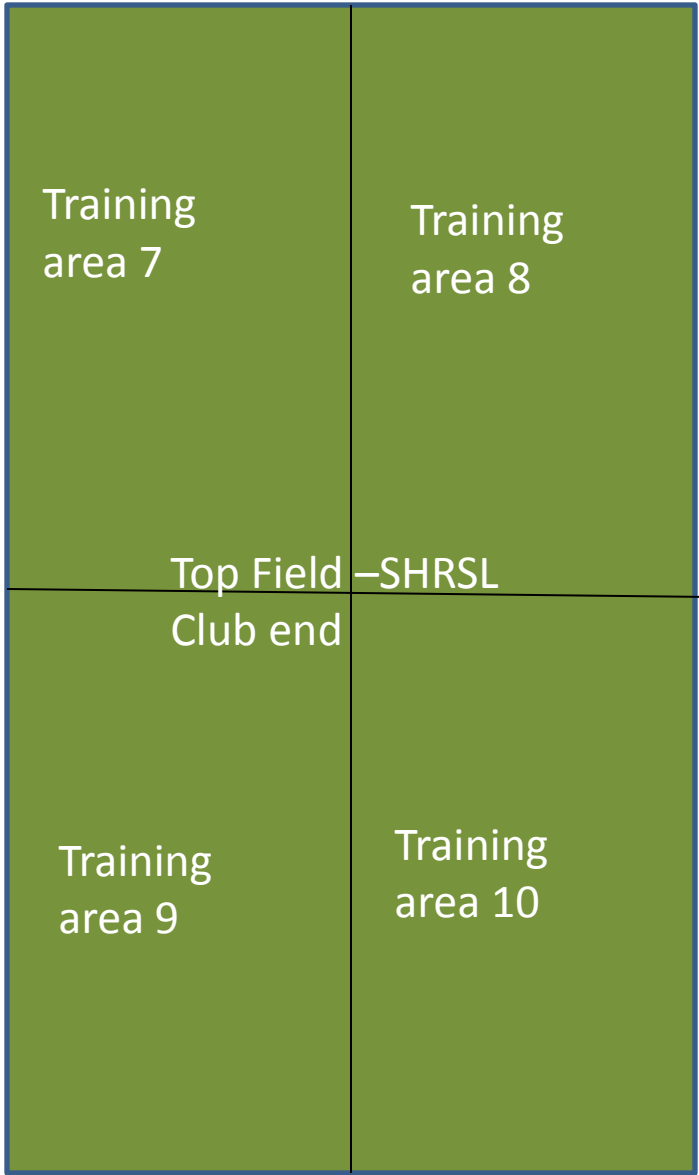 Training
area 7
Training
area 8
Top Field –SHRSL
Club end
Training
area 9
Training
area 10